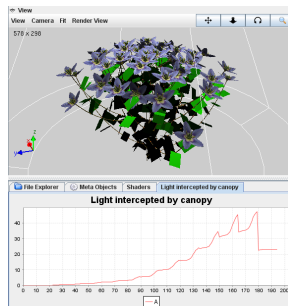 View
View Camera Fit Render View
570 x 298
z
y
File Explorer Meta Objects Shaders Light intercepted by canopy
Light intercepted by canopy
40
30
20
10
0
0 10 20 30 40 50 60 70 80 90 100 110 120 130 140 150 160 170 180 190 200
A